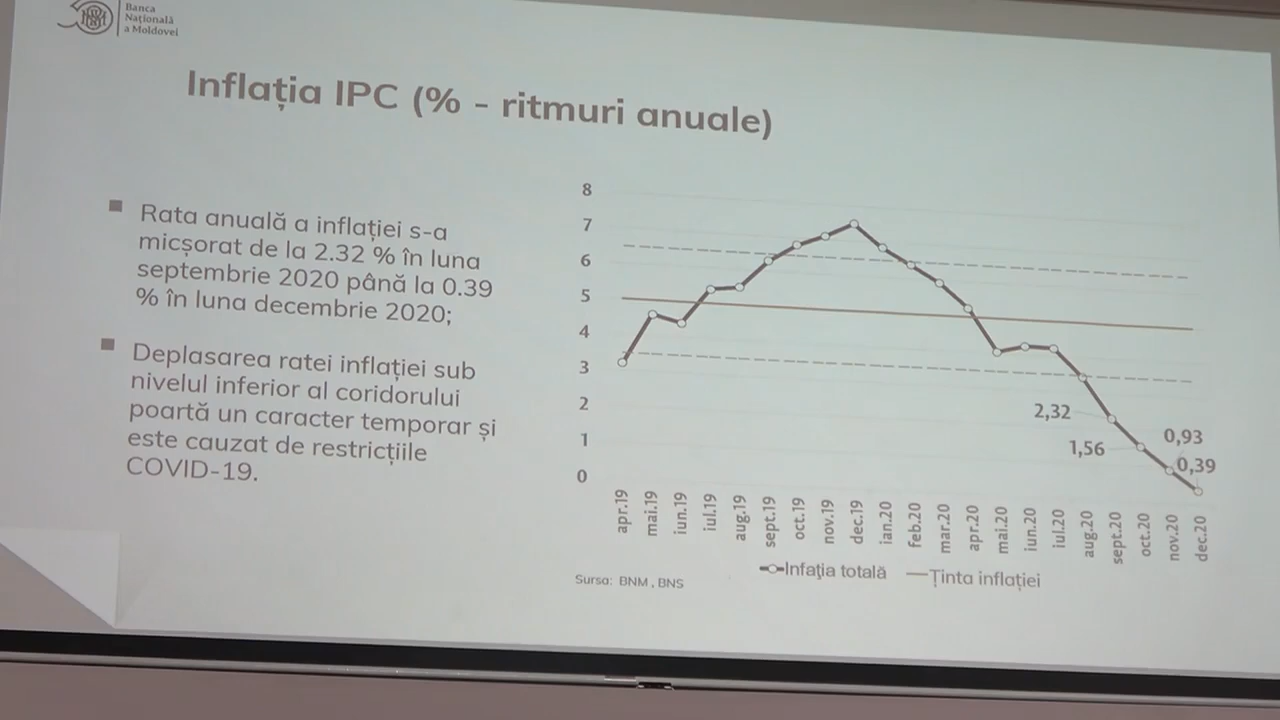 Banca
Națională
a Moldovei
Inflația IPC (% - ritmuri anuale)
Rata anuală a inflației s-a
micșorat de la 2.32 % în luna
septembrie 2020 până la 0.39
% în luna decembrie 2020;
Deplasarea ratei inflației sub
nivelul inferior al coridorului
poartă un caracter temporar și
este cauzat de restricțiile
COVID-19.
8
7
6
5
4
3
2
1
0
2,32
1,56
0,93
0,39
apr.19
mai.19
iun.19
iul.19
aug.19
sept.19
oct.19
nov.19
dec.19
ian.20
feb.20
mar.20
apr.20
mai.20
iun.20
iul.20
aug.20
sept.20
oct.20
nov.20
dec.20
Infaţia totală
Ținta inflației
Sursa: BNM , BNS